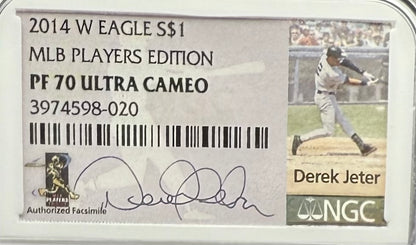 2014 W EAGLE S$1
MLB PLAYERS EDITION
PF 70 ULTRA CAMEO
3974598-020
PLAYERS
Authorized Facsimile
Derek Jeter
NGC